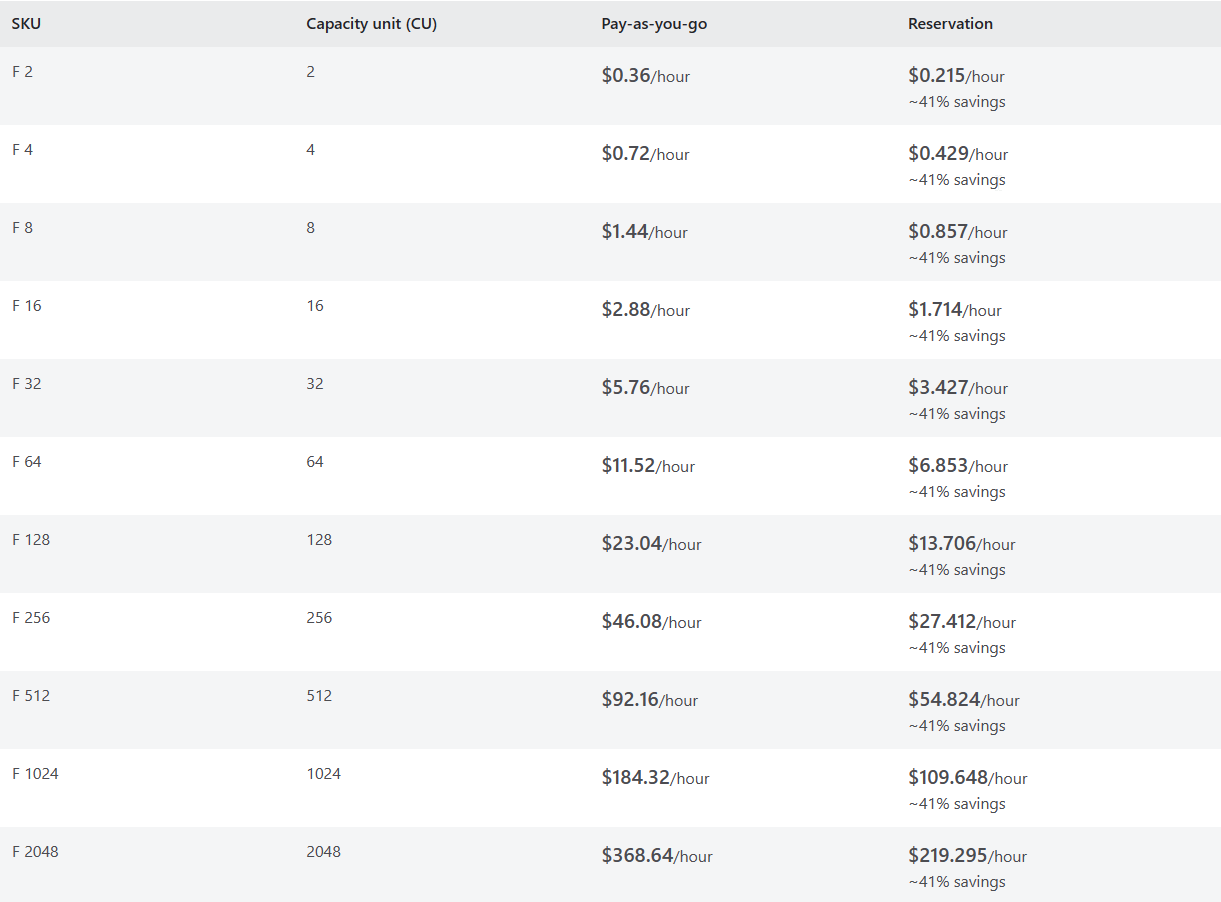 SKU Capacity unit (CU) Pay-as-you-go Reservation
F 2 2 $0.36/hour $0.215/hour
~41% savings
F 4 4 $0.72/hour $0.429/hour
~41% savings
F 8 8 $1.44/hour $0.857/hour
~41% savings
F 16 16 $2.88/hour $1.714/hour
~41% savings
F 32 32 $5.76/hour $3.427/hour
~41% savings
F 64 64 $11.52/hour $6.853/hour
~41% savings
F 128 128 $23.04/hour $13.706/hour
~41% savings
F 256 256 $46.08/hour $27.412/hour
~41% savings
F 512 512 $92.16/hour $54.824/hour
~41% savings
F 1024 1024 $184.32/hour $109.648/hour
~41% savings
F 2048 2048 $368.64/hour $219.295/hour
~41% savings